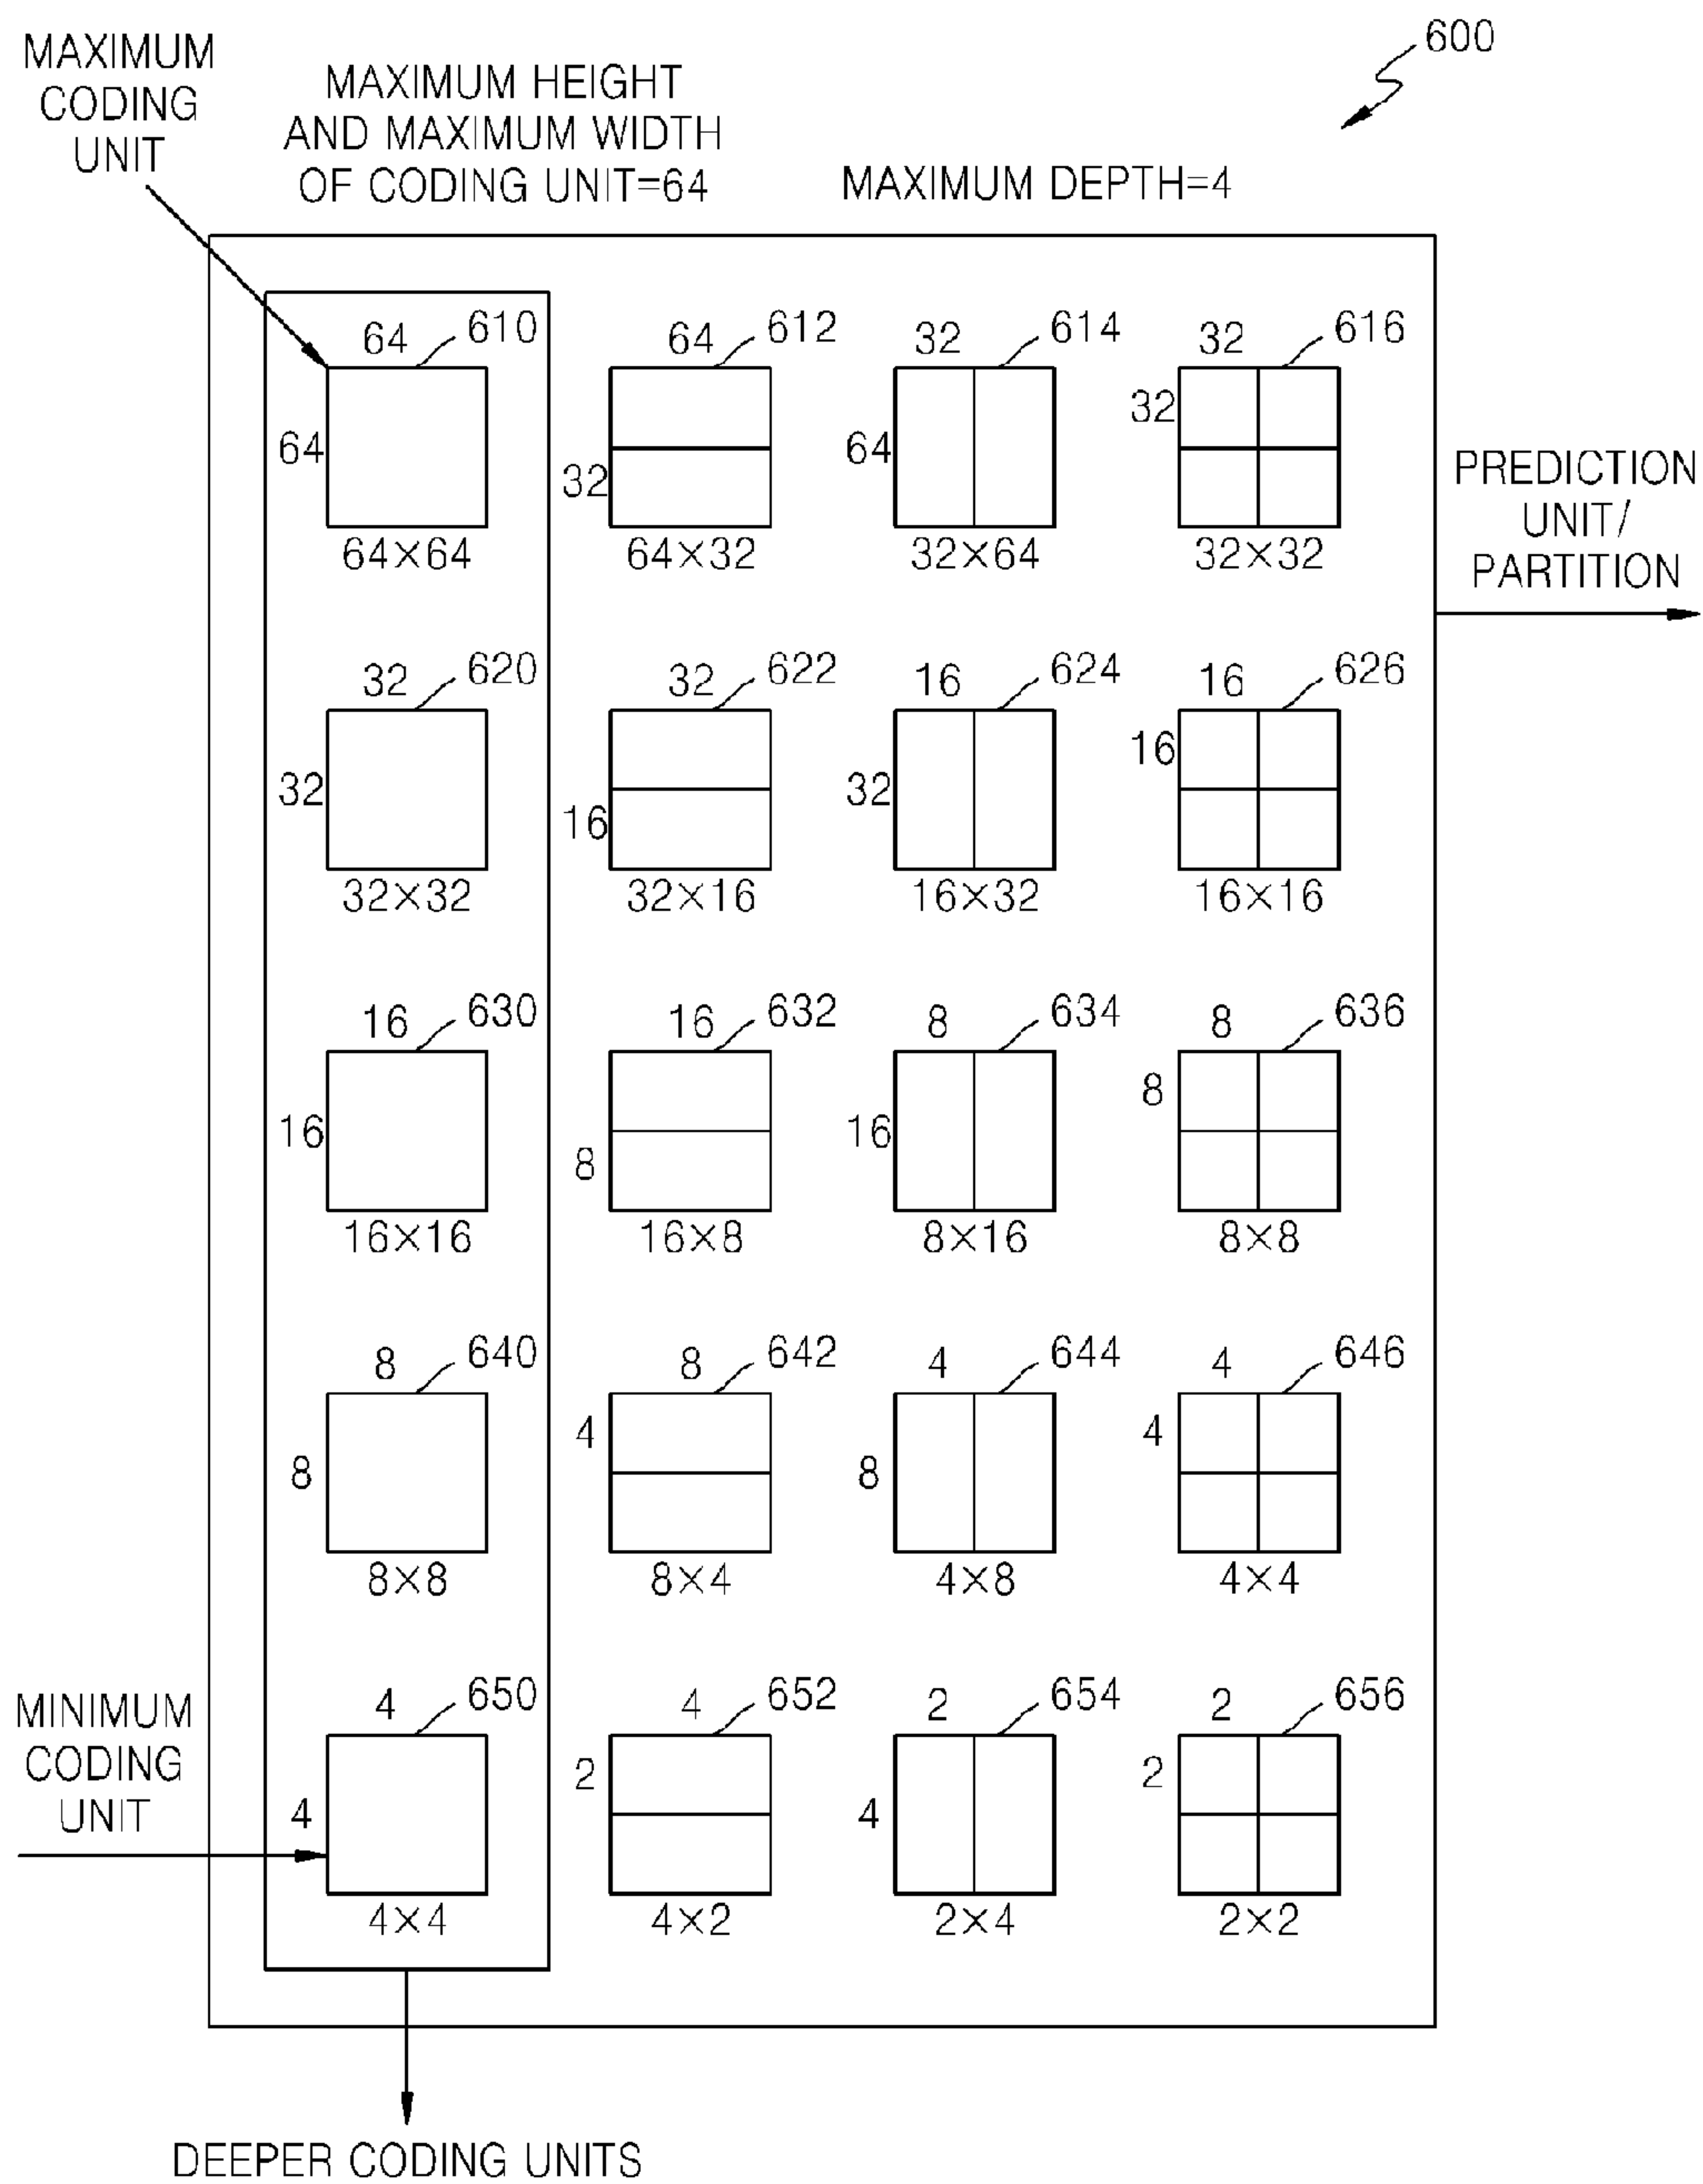 600
MAXIMUM
CODING
UNIT
MAXIMUM HEIGHT
AND MAXIMUM WIDTH
OF CODING UNIT=64
MAXIMUM DEPTH=4
64 610 64 612 32 614 32 616
64 32 64 32
64×64 64×32 32×64 32×32
PREDICTION
UNIT/
PARTITION
32 620 32 622 16 624 16 626
32 16 32 16
32×32 32×16 16×32 16×16
16 630 16 632 8 634 8 636
16 8 16 8
16×16 16×8 8×16 8×8
8 640 8 642 4 644 4 646
8 4 8 4
8×8 8×4 4×8 4×4
MINIMUM
CODING
UNIT
4 650 4 652 2 654 2 656
4 2 4 2
4×4 4×2 2×4 2×2
DEEPER CODING UNITS